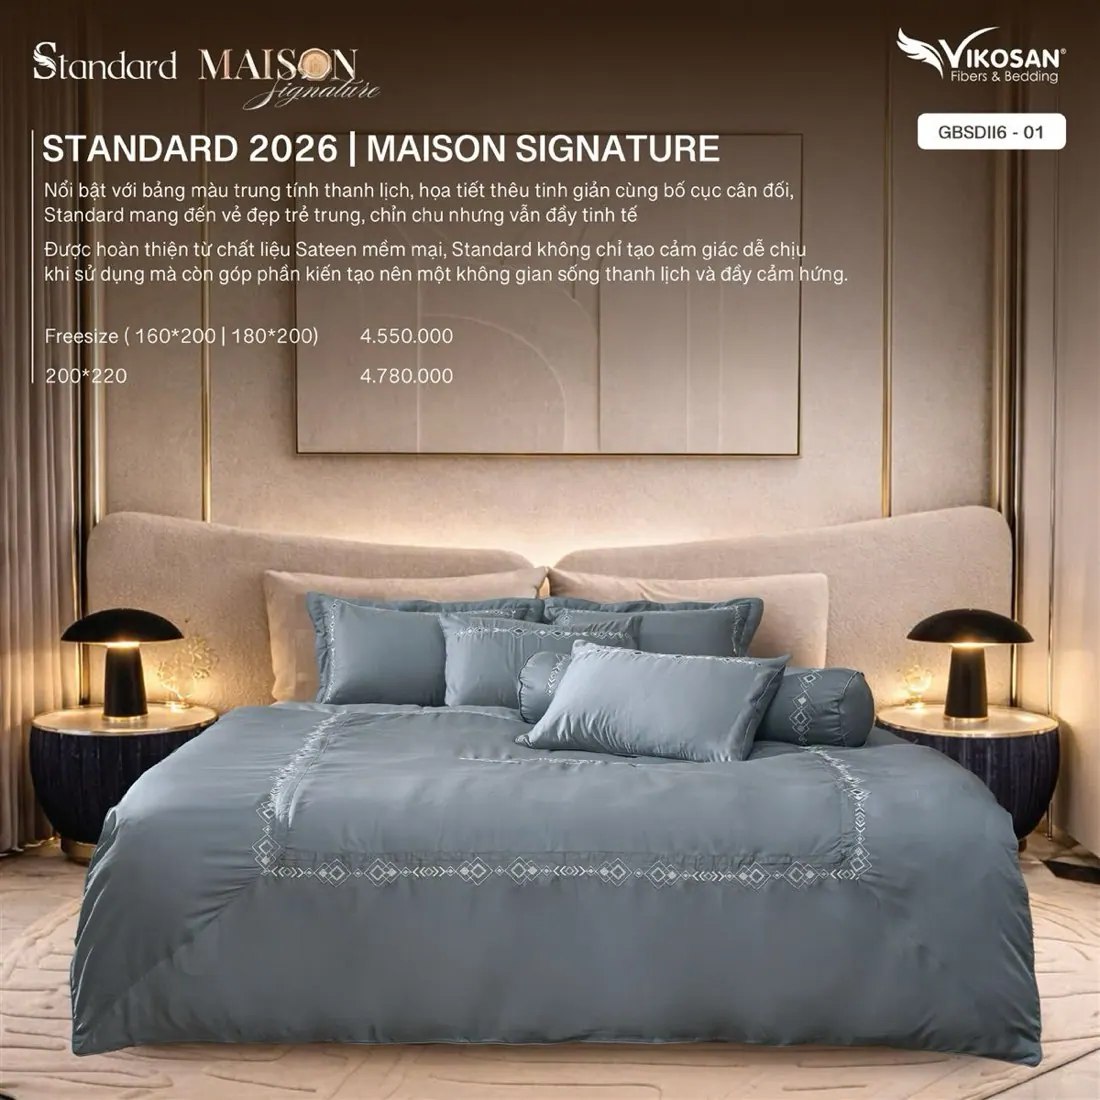 Standard MAISON Signature
VIKOSAN®
Fibers & Bedding
GBSDII6 - 01
STANDARD 2026 | MAISON SIGNATURE
Nổi bật với bảng màu trung tính thanh lịch, họa tiết thêu tinh giản cùng bố cục cân đối,
Standard mang đến vẻ đẹp trẻ trung, chỉn chu nhưng vẫn đầy tinh tế
Được hoàn thiện từ chất liệu Sateen mềm mại, Standard không chỉ tạo cảm giác dễ chịu
khi sử dụng mà còn góp phần kiến tạo nên một không gian sống thanh lịch và đầy cảm hứng.
Freesize ( 160*200 | 180*200) 4.550.000
200*220 4.780.000